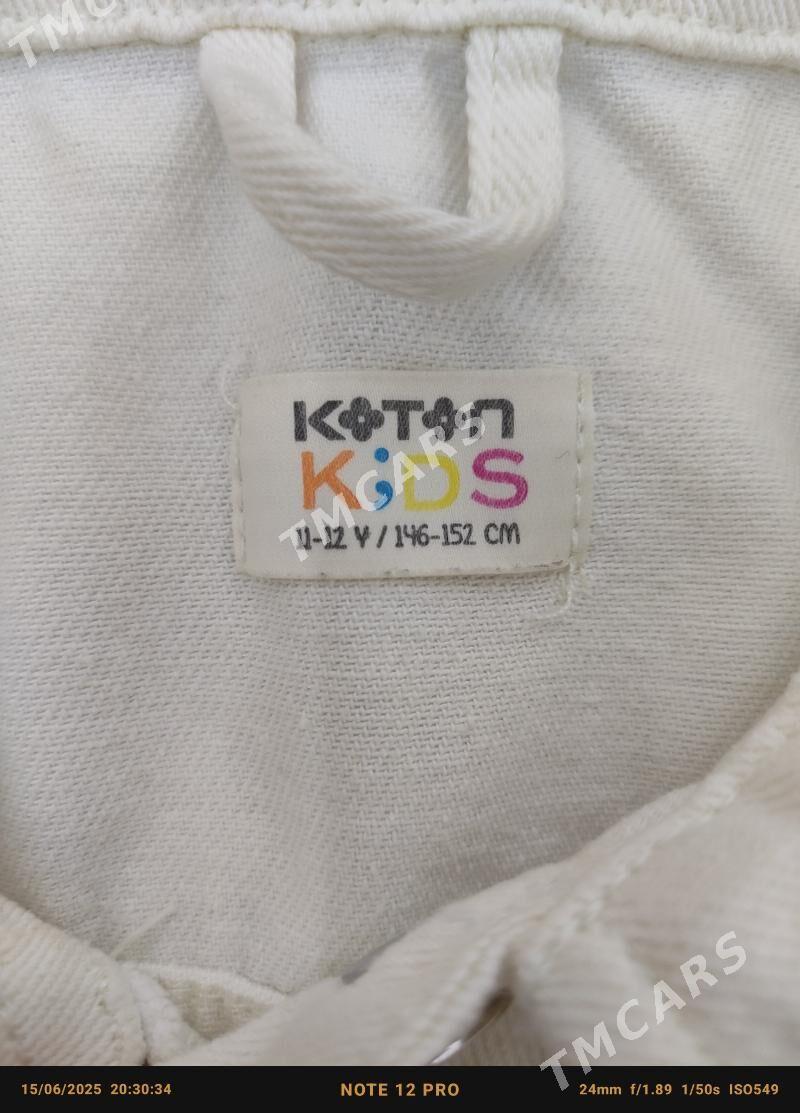 TMCARS
KOTON
KiDS
11-12 Y / 146-152 CM
TMCARS
TMCARS
15/06/2025 20:30:34 NOTE 12 PRO 24mm f/1.89 1/50s ISO549